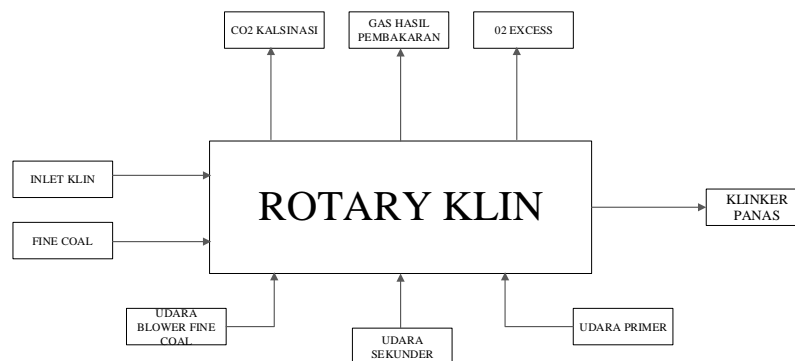 CO2 KALSINASI
GAS HASIL
PEMBAKARAN
02 EXCESS
INLET KLIN
ROTARY KLIN
KLINKER
PANAS
FINE COAL
UDARA
BLOWER FINE
COAL
UDARA
SEKUNDER
UDARA PRIMER